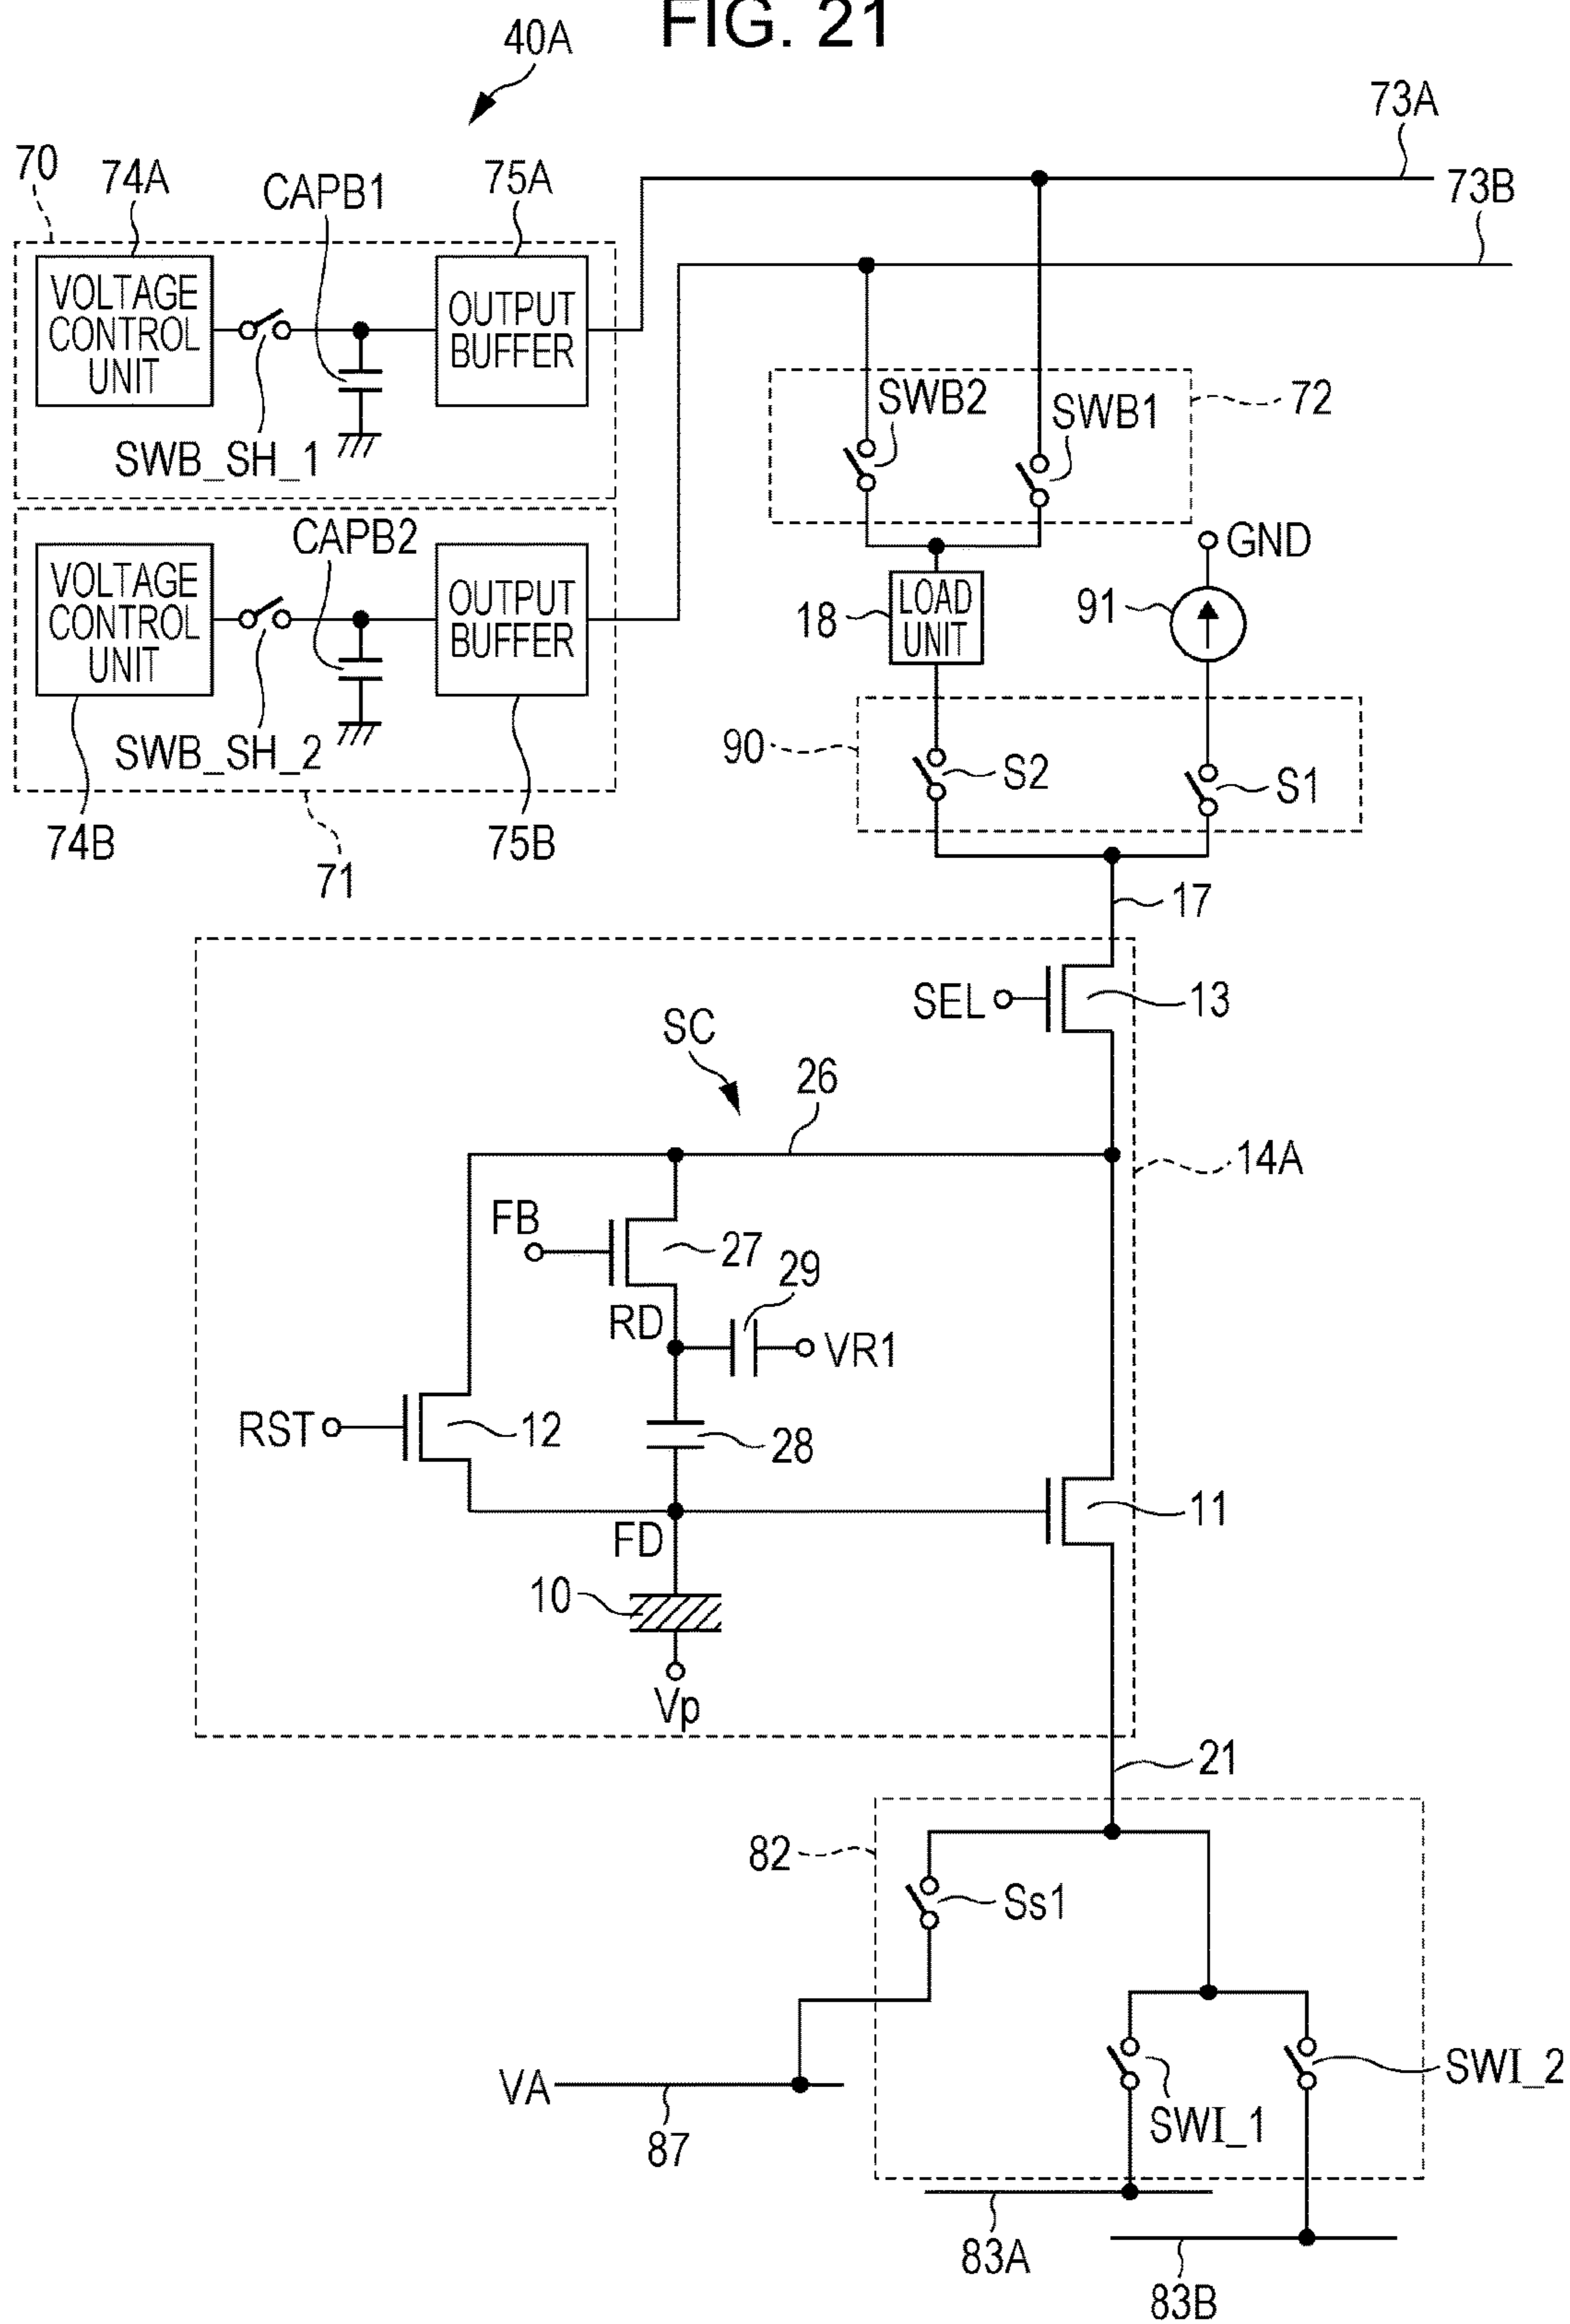 FIG. 21
40A
73A
73B
70
74A
CAPB1
75A
VOLTAGE
CONTROL
UNIT
OUTPUT
BUFFER
SWB_SH_1
SWB2
SWB1
72
CAPB2
VOLTAGE
CONTROL
UNIT
OUTPUT
BUFFER
SWB_SH_2
74B
71
75B
GND
18
LOAD
UNIT
91
90
S2
S1
17
SEL
13
SC
26
14A
FB
27
29
RD
VR1
RST
12
28
11
FD
10
Vp
21
82
Ss1
VA
87
SWI_1
SWI_2
83A
83B